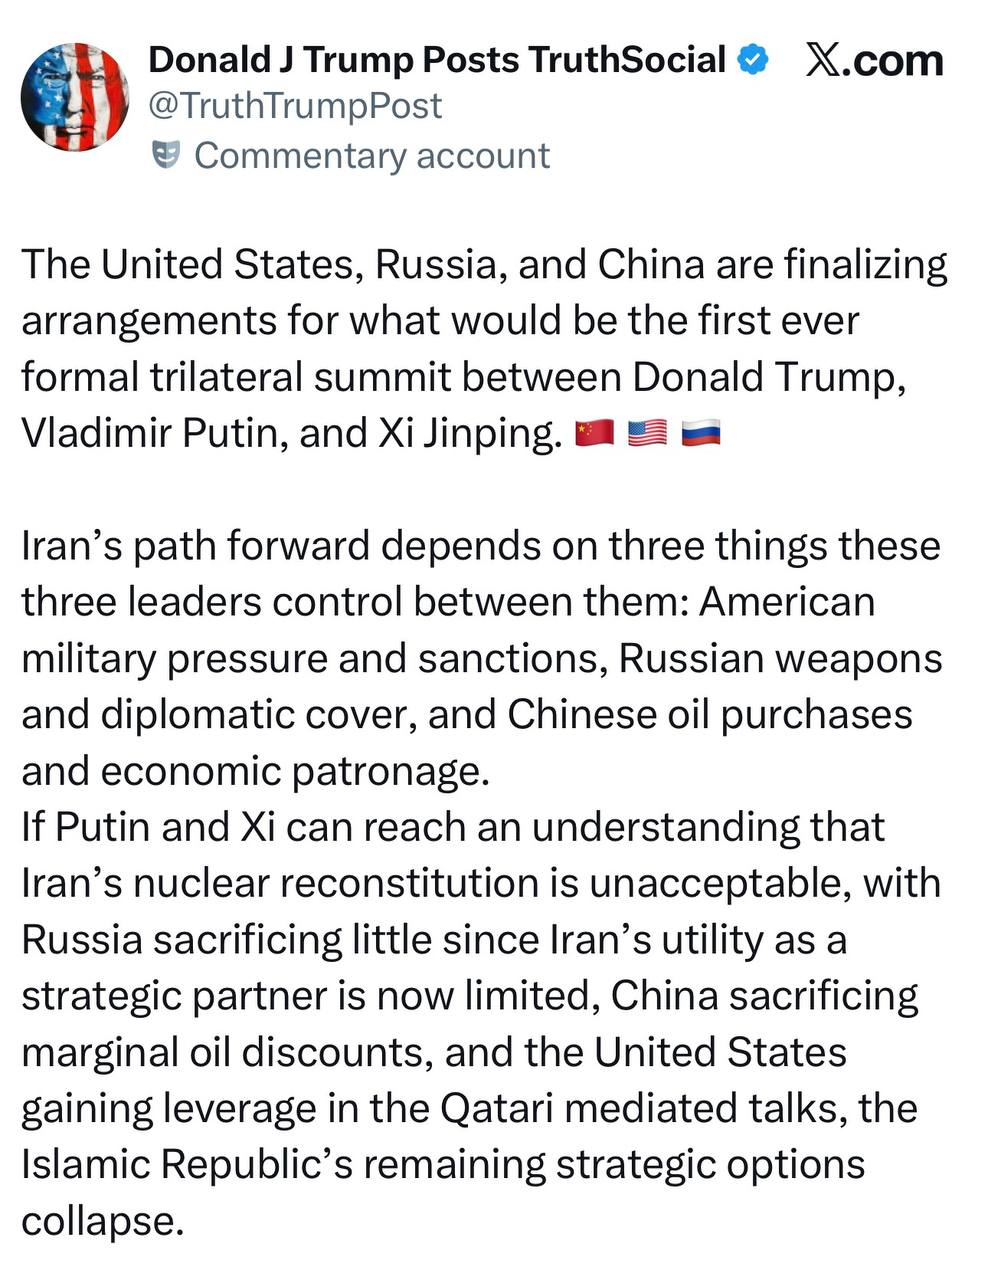 Donald J Trump Posts TruthSocial X.com
@TruthTrumpPost
Commentary account
The United States, Russia, and China are finalizing
arrangements for what would be the first ever
formal trilateral summit between Donald Trump,
Vladimir Putin, and Xi Jinping. 🇨🇳 🇺🇸 🇷🇺
Iran’s path forward depends on three things these
three leaders control between them: American
military pressure and sanctions, Russian weapons
and diplomatic cover, and Chinese oil purchases
and economic patronage.
If Putin and Xi can reach an understanding that
Iran’s nuclear reconstitution is unacceptable, with
Russia sacrificing little since Iran’s utility as a
strategic partner is now limited, China sacrificing
marginal oil discounts, and the United States
gaining leverage in the Qatari mediated talks, the
Islamic Republic’s remaining strategic options
collapse.